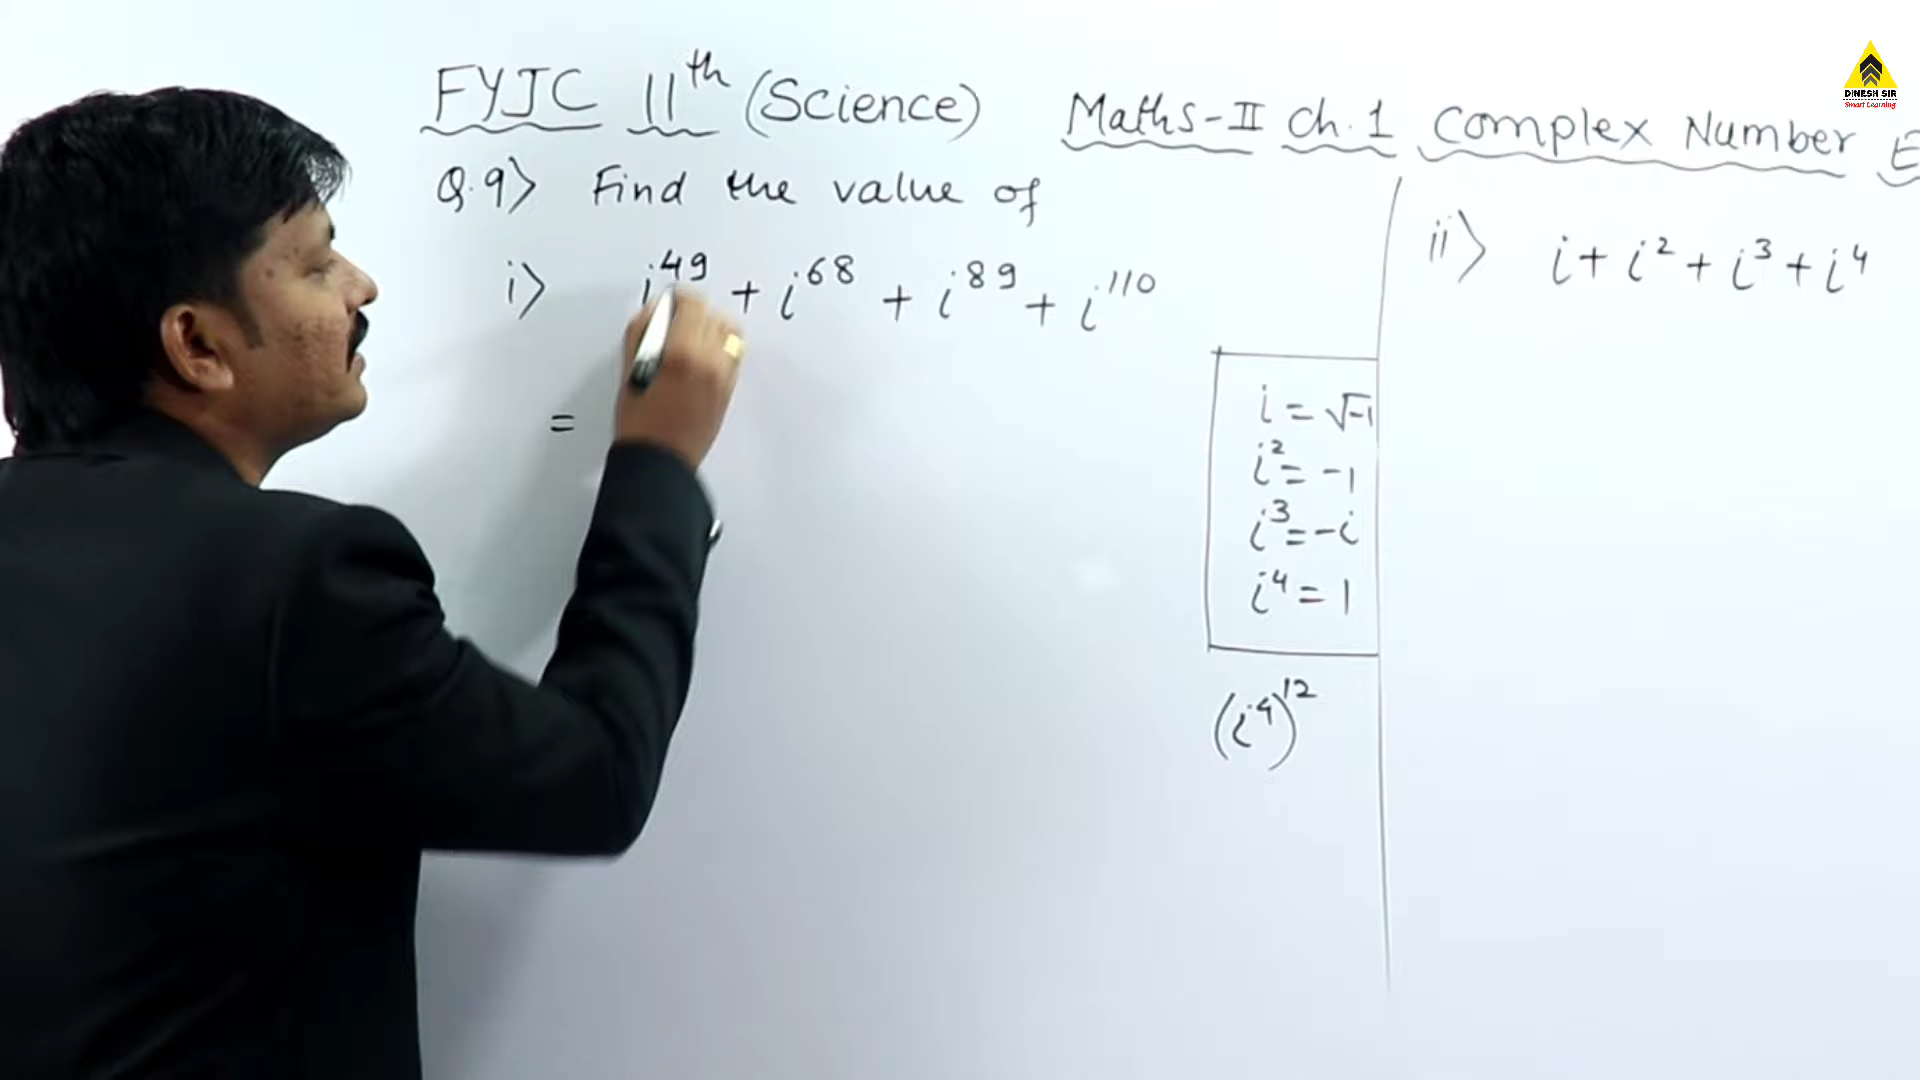 FYJC 11th (Science) Maths-II Ch.1 Complex Number E
Q.9> Find the value of
i> i^49 + i^68 + i^89 + i^110
=
i = √-1
i^2 = -1
i^3 = -i
i^4 = 1
(i^4)^12
ii> i + i^2 + i^3 + i^4
DINESH SIR
Smart Learning